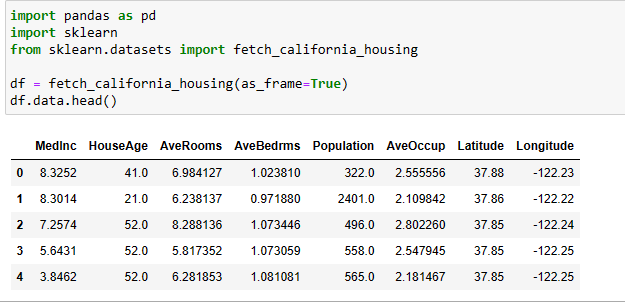 import pandas as pd
import sklearn
from sklearn.datasets import fetch_california_housing
df = fetch_california_housing(as_frame=True)
df.data.head()
MedInc HouseAge AveRooms AveBedrms Population AveOccup Latitude Longitude
0 8.3252 41.0 6.984127 1.023810 322.0 2.555556 37.88 -122.23
1 8.3014 21.0 6.238137 0.971880 2401.0 2.109842 37.86 -122.22
2 7.2574 52.0 8.288136 1.073446 496.0 2.802260 37.85 -122.24
3 5.6431 52.0 5.817352 1.073059 558.0 2.547945 37.85 -122.25
4 3.8462 52.0 6.281853 1.081081 565.0 2.181467 37.85 -122.25